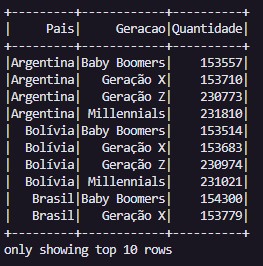 +---------+------------+----------+
|     Pais|     Geracao|Quantidade|
+---------+------------+----------+
|Argentina|Baby Boomers|    153557|
|Argentina|   Geração X|    153710|
|Argentina|   Geração Z|    230773|
|Argentina| Millennials|    231810|
|  Bolívia|Baby Boomers|    153514|
|  Bolívia|   Geração X|    153683|
|  Bolívia|   Geração Z|    230974|
|  Bolívia| Millennials|    231021|
|   Brasil|Baby Boomers|    154300|
|   Brasil|   Geração X|    153779|
+---------+------------+----------+
only showing top 10 rows